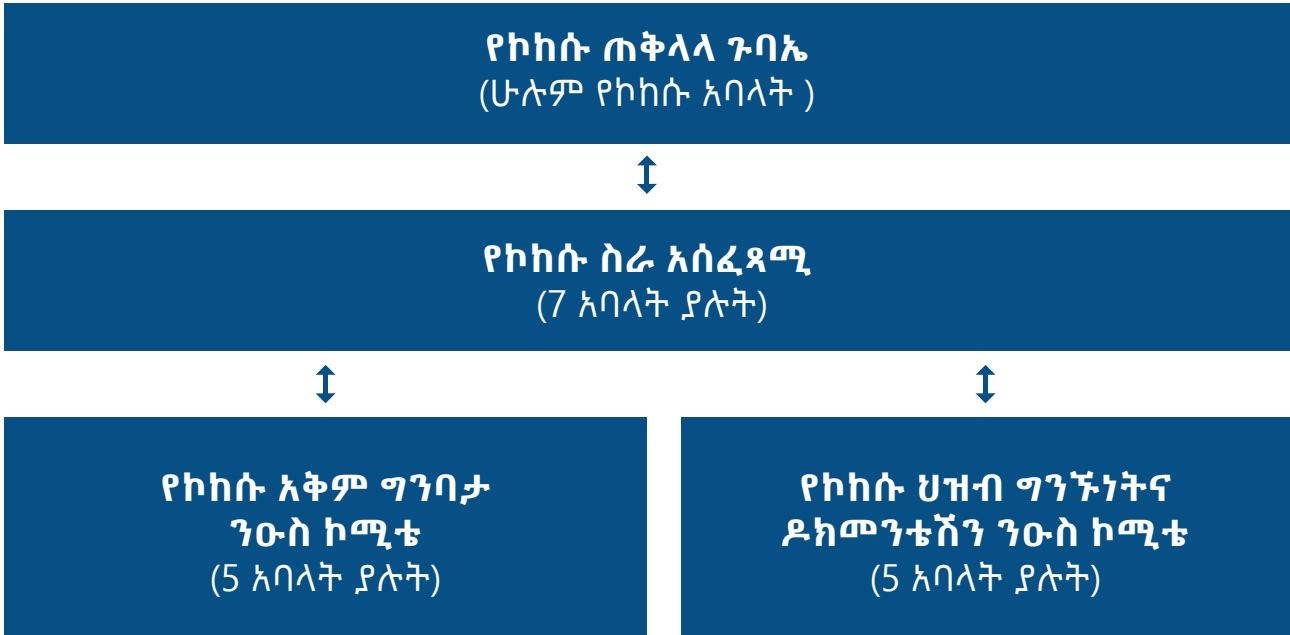 የኮከሱ ጠቅላላ ጉባኤ
(ሁሉም የኮከሱ አባላት )
የኮከሱ ስራ አሰፈጻሚ
(7 አባላት ያሉት)
የኮከሱ አቅም ግንባታ
ንዑስ ኮሚቴ
(5 አባላት ያሉት)
የኮከሱ ህዝብ ግንኙነትና
ዶክመንቴሽን ንዑስ ኮሚቴ
(5 አባላት ያሉት)